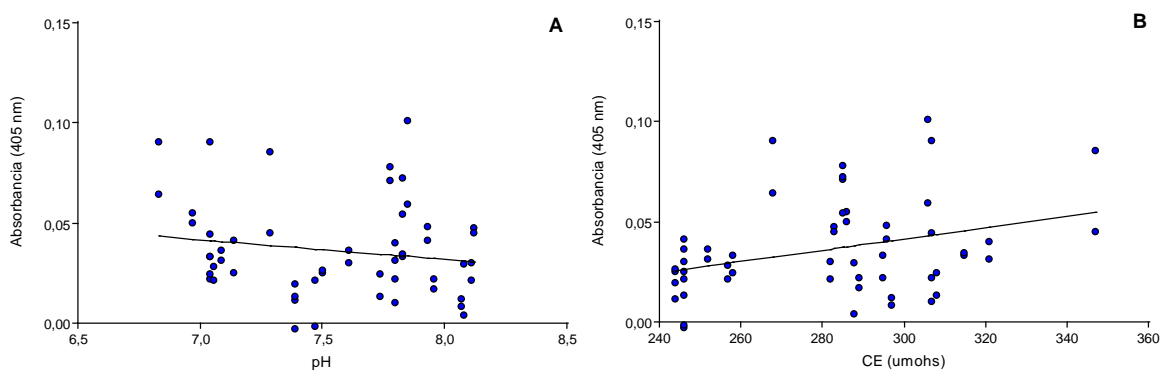 A
0,15
0,10
0,05
0,00
Absorbancia (405 nm)
6,5 7,0 7,5 8,0 8,5
pH
B
0,15
0,10
0,05
0,00
Absorbancia (405 nm)
240 260 280 300 320 340 360
CE (umohs)